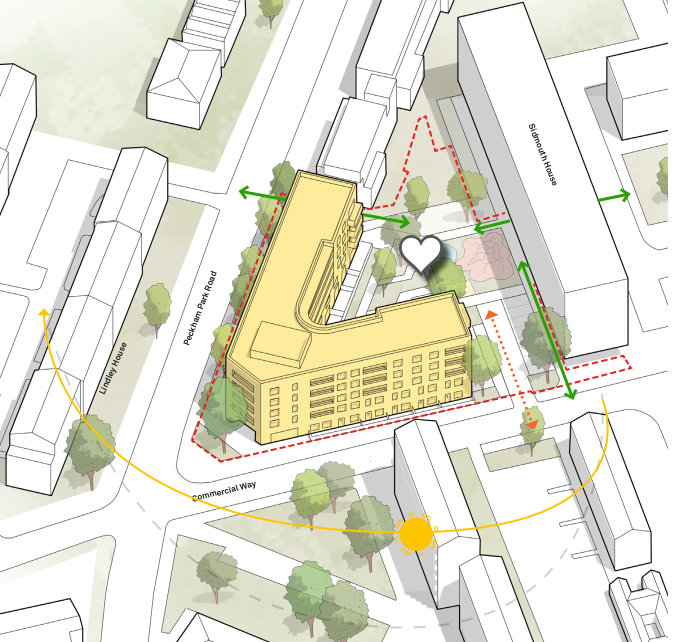 Sidmouth House
Peckham Park Road
Lindley House
Commercial Way